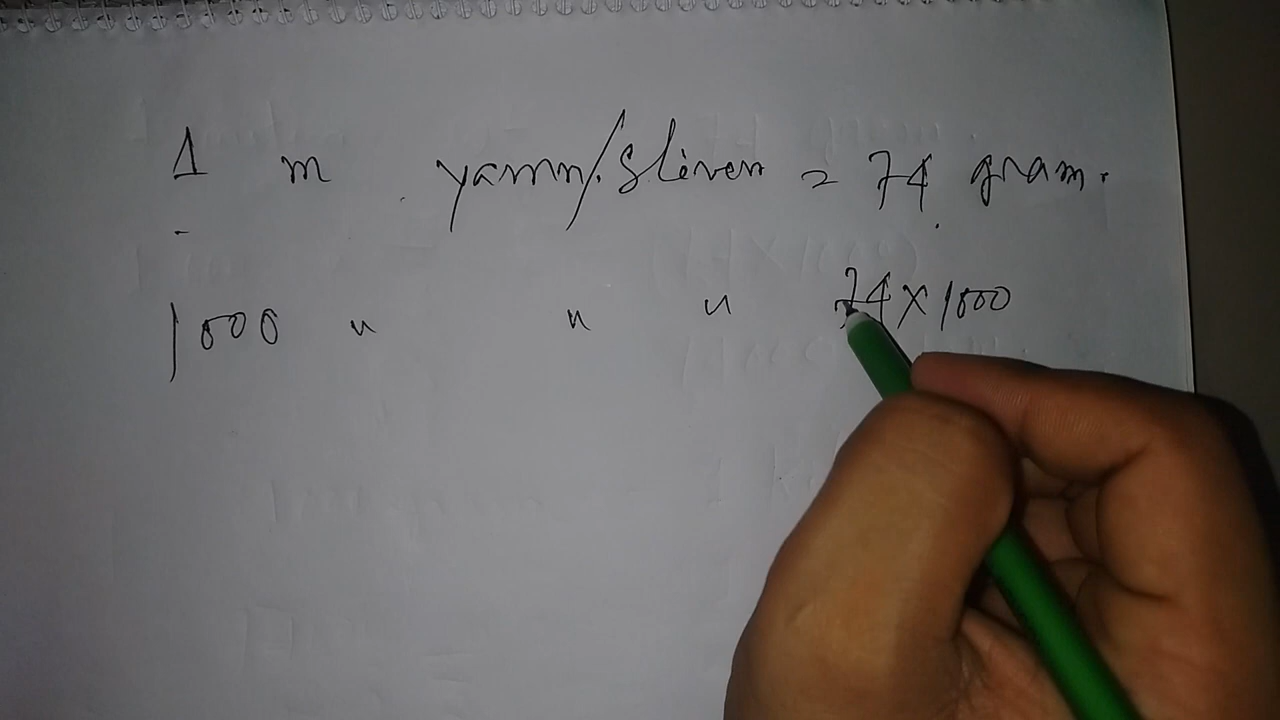 1 m yarn/Sliver = 74 gram.
1000 " " " 74 × 1000